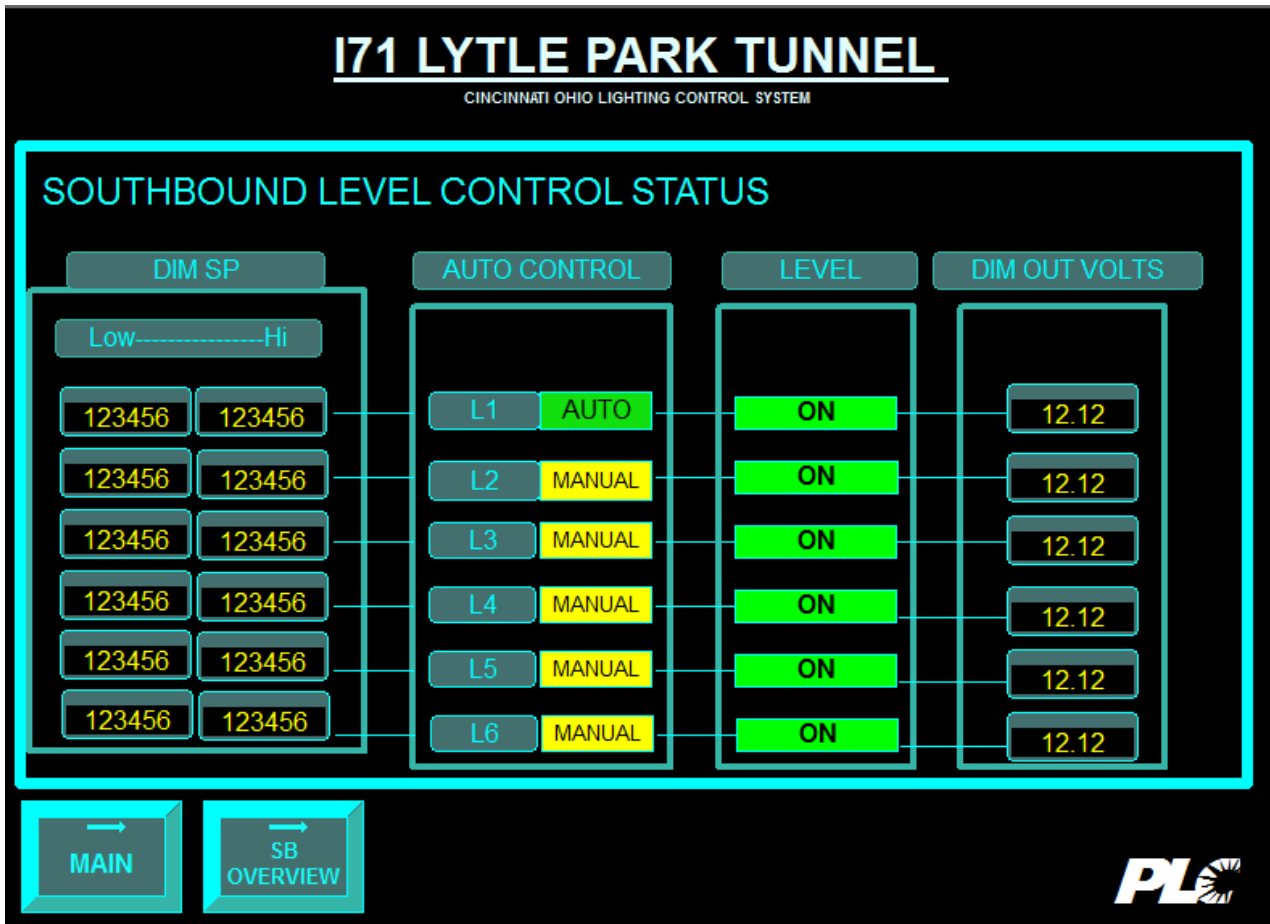 I71 LYTLE PARK TUNNEL
CINCINNATI OHIO LIGHTING CONTROL SYSTEM
SOUTHBOUND LEVEL CONTROL STATUS
DIM SP AUTO CONTROL LEVEL DIM OUT VOLTS
Low----------------Hi
123456 123456 L1 AUTO ON 12.12
123456 123456 L2 MANUAL ON 12.12
123456 123456 L3 MANUAL ON 12.12
123456 123456 L4 MANUAL ON 12.12
123456 123456 L5 MANUAL ON 12.12
123456 123456 L6 MANUAL ON 12.12
MAIN
SB
OVERVIEW
PLC